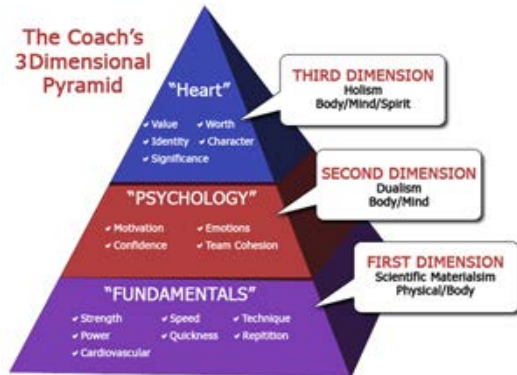 The Coach's
3Dimensional
Pyramid
"Heart"
✓ Value ✓ Worth
✓ Identity ✓ Character
✓ Significance
THIRD DIMENSION
Holism
Body/Mind/Spirit
"PSYCHOLOGY"
✓ Motivation ✓ Emotions
✓ Confidence ✓ Team Cohesion
SECOND DIMENSION
Dualism
Body/Mind
"FUNDAMENTALS"
✓ Strength ✓ Speed ✓ Technique
✓ Power ✓ Quickness ✓ Repitition
✓ Cardiovascular
FIRST DIMENSION
Scientific Materialsim
Physical/Body